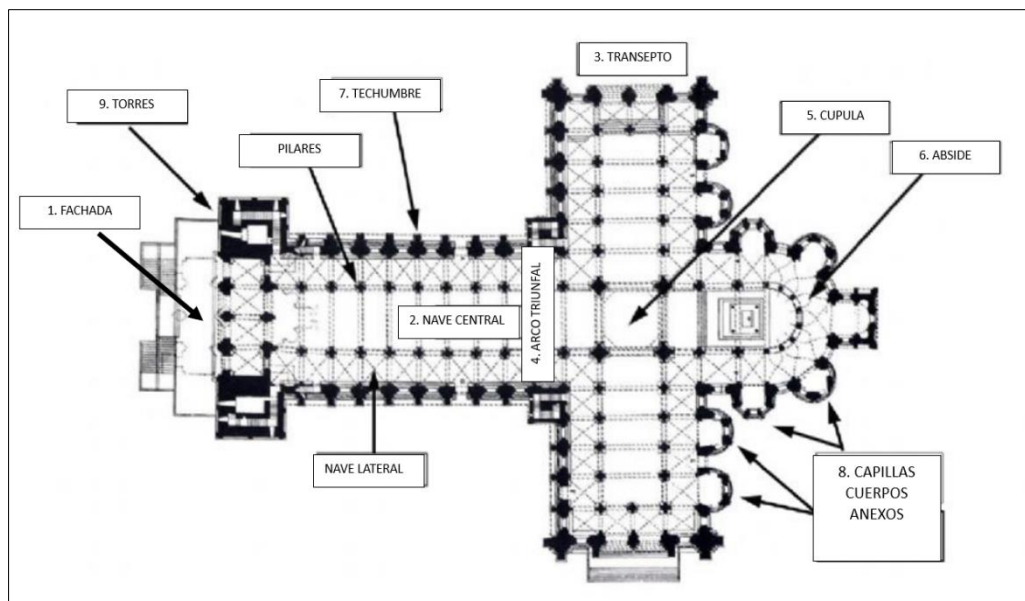 3. TRANSEPTO
9. TORRES
7. TECHUMBRE
5. CUPULA
PILARES
6. ABSIDE
1. FACHADA
2. NAVE CENTRAL
4. ARCO TRIUNFAL
NAVE LATERAL
8. CAPILLAS
CUERPOS
ANEXOS